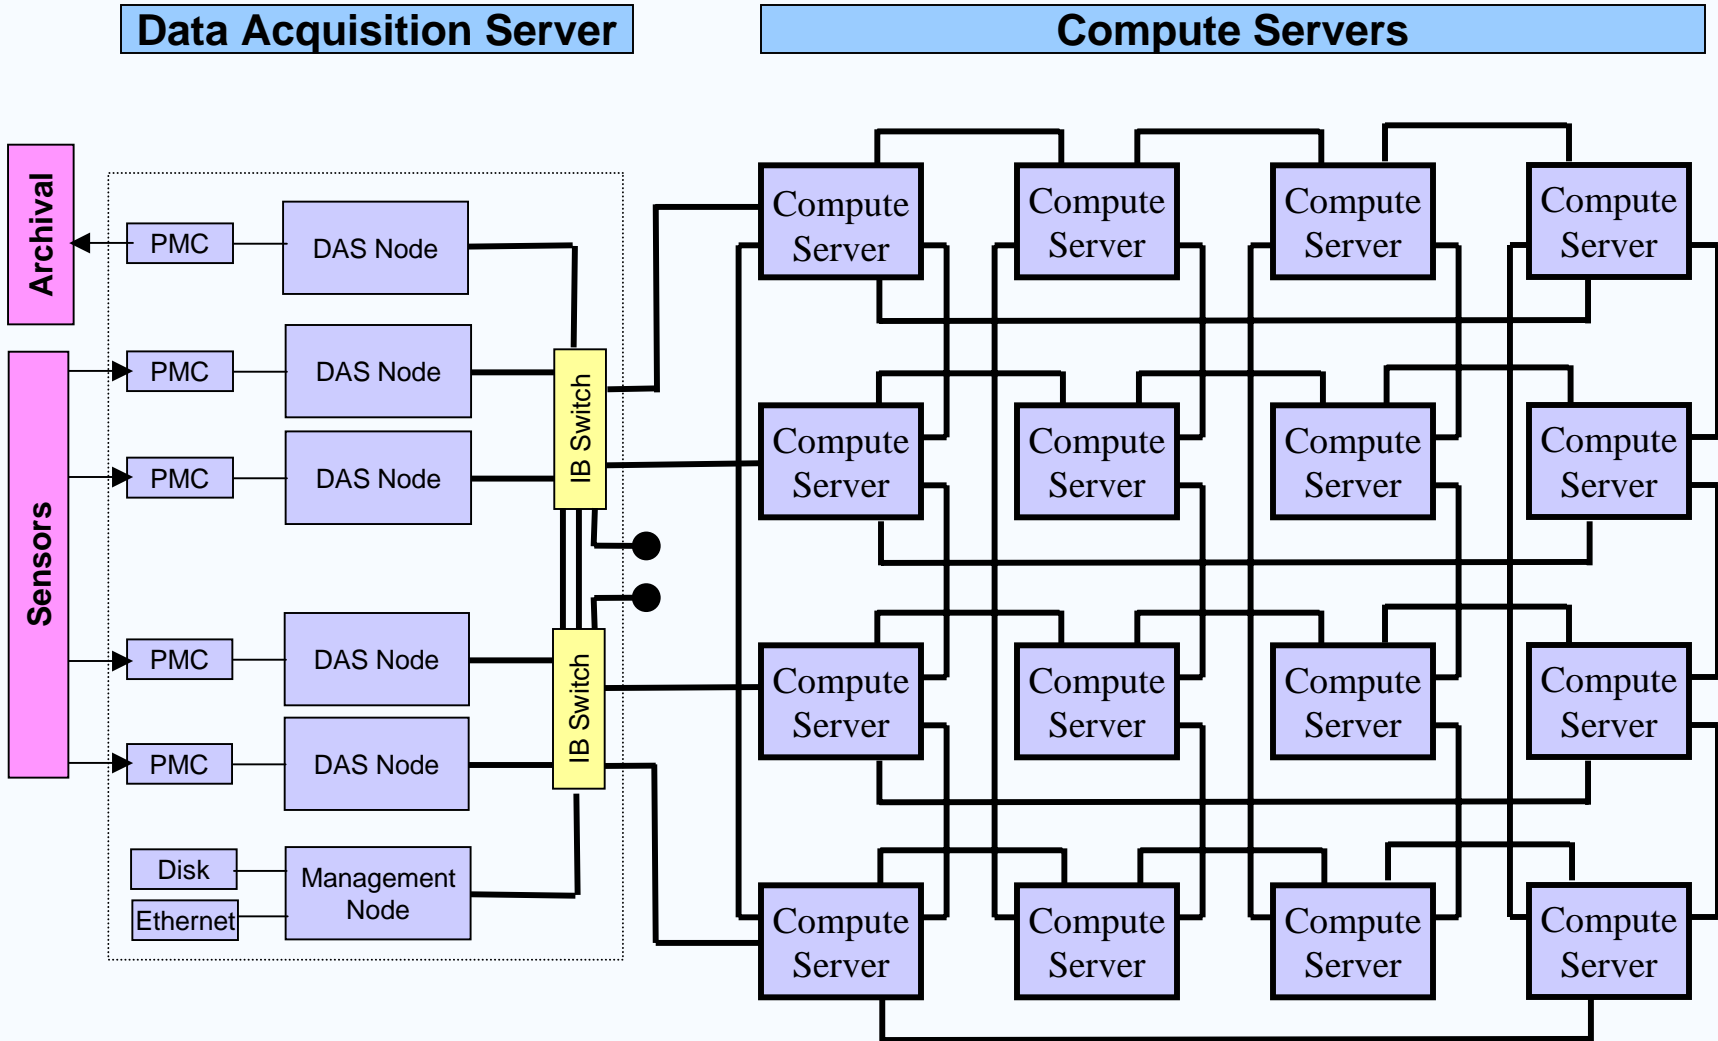 Data Acquisition Server
Compute Servers
Archival
PMC
DAS Node
Sensors
PMC
DAS Node
PMC
DAS Node
IB Switch
PMC
DAS Node
IB Switch
PMC
DAS Node
Disk
Ethernet
Management
Node
Compute
Server
Compute
Server
Compute
Server
Compute
Server
Compute
Server
Compute
Server
Compute
Server
Compute
Server
Compute
Server
Compute
Server
Compute
Server
Compute
Server
Compute
Server
Compute
Server
Compute
Server
Compute
Server